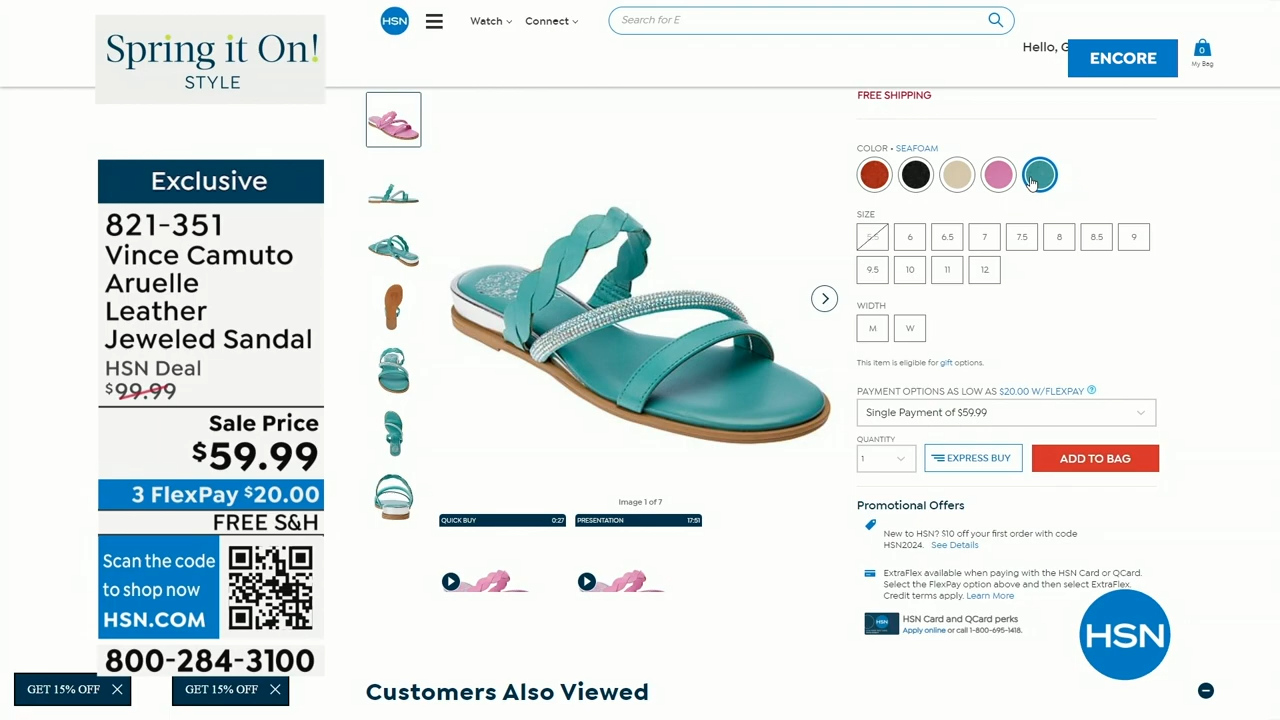 HSN
Watch
Connect
Search for E
Hello, G
ENCORE
0
My Bag
Spring it On!
STYLE
Exclusive
821-351
Vince Camuto
Aruelle
Leather
Jeweled Sandal
HSN Deal
$99.99
Sale Price
$59.99
3 FlexPay $20.00
FREE S&H
Scan the code
to shop now
HSN.COM
800-284-3100
GET 15% OFF
GET 15% OFF
Image 1 of 7
QUICK BUY 0:27
PRESENTATION 17:51
FREE SHIPPING
COLOR • SEAFOAM
SIZE
5.5 6 6.5 7 7.5 8 8.5 9
9.5 10 11 12
WIDTH
M W
This item is eligible for gift options.
PAYMENT OPTIONS AS LOW AS $20.00 W/FLEXPAY ?
Single Payment of $59.99
QUANTITY
1
EXPRESS BUY
ADD TO BAG
Promotional Offers
New to HSN? $10 off your first order with code
HSN2024. See Details
ExtraFlex available when paying with the HSN Card or QCard.
Select the FlexPay option above and then select ExtraFlex.
Credit terms apply. Learn More
HSN Card and QCard perks
Apply online or call 1-800-695-1418.
HSN
Customers Also Viewed